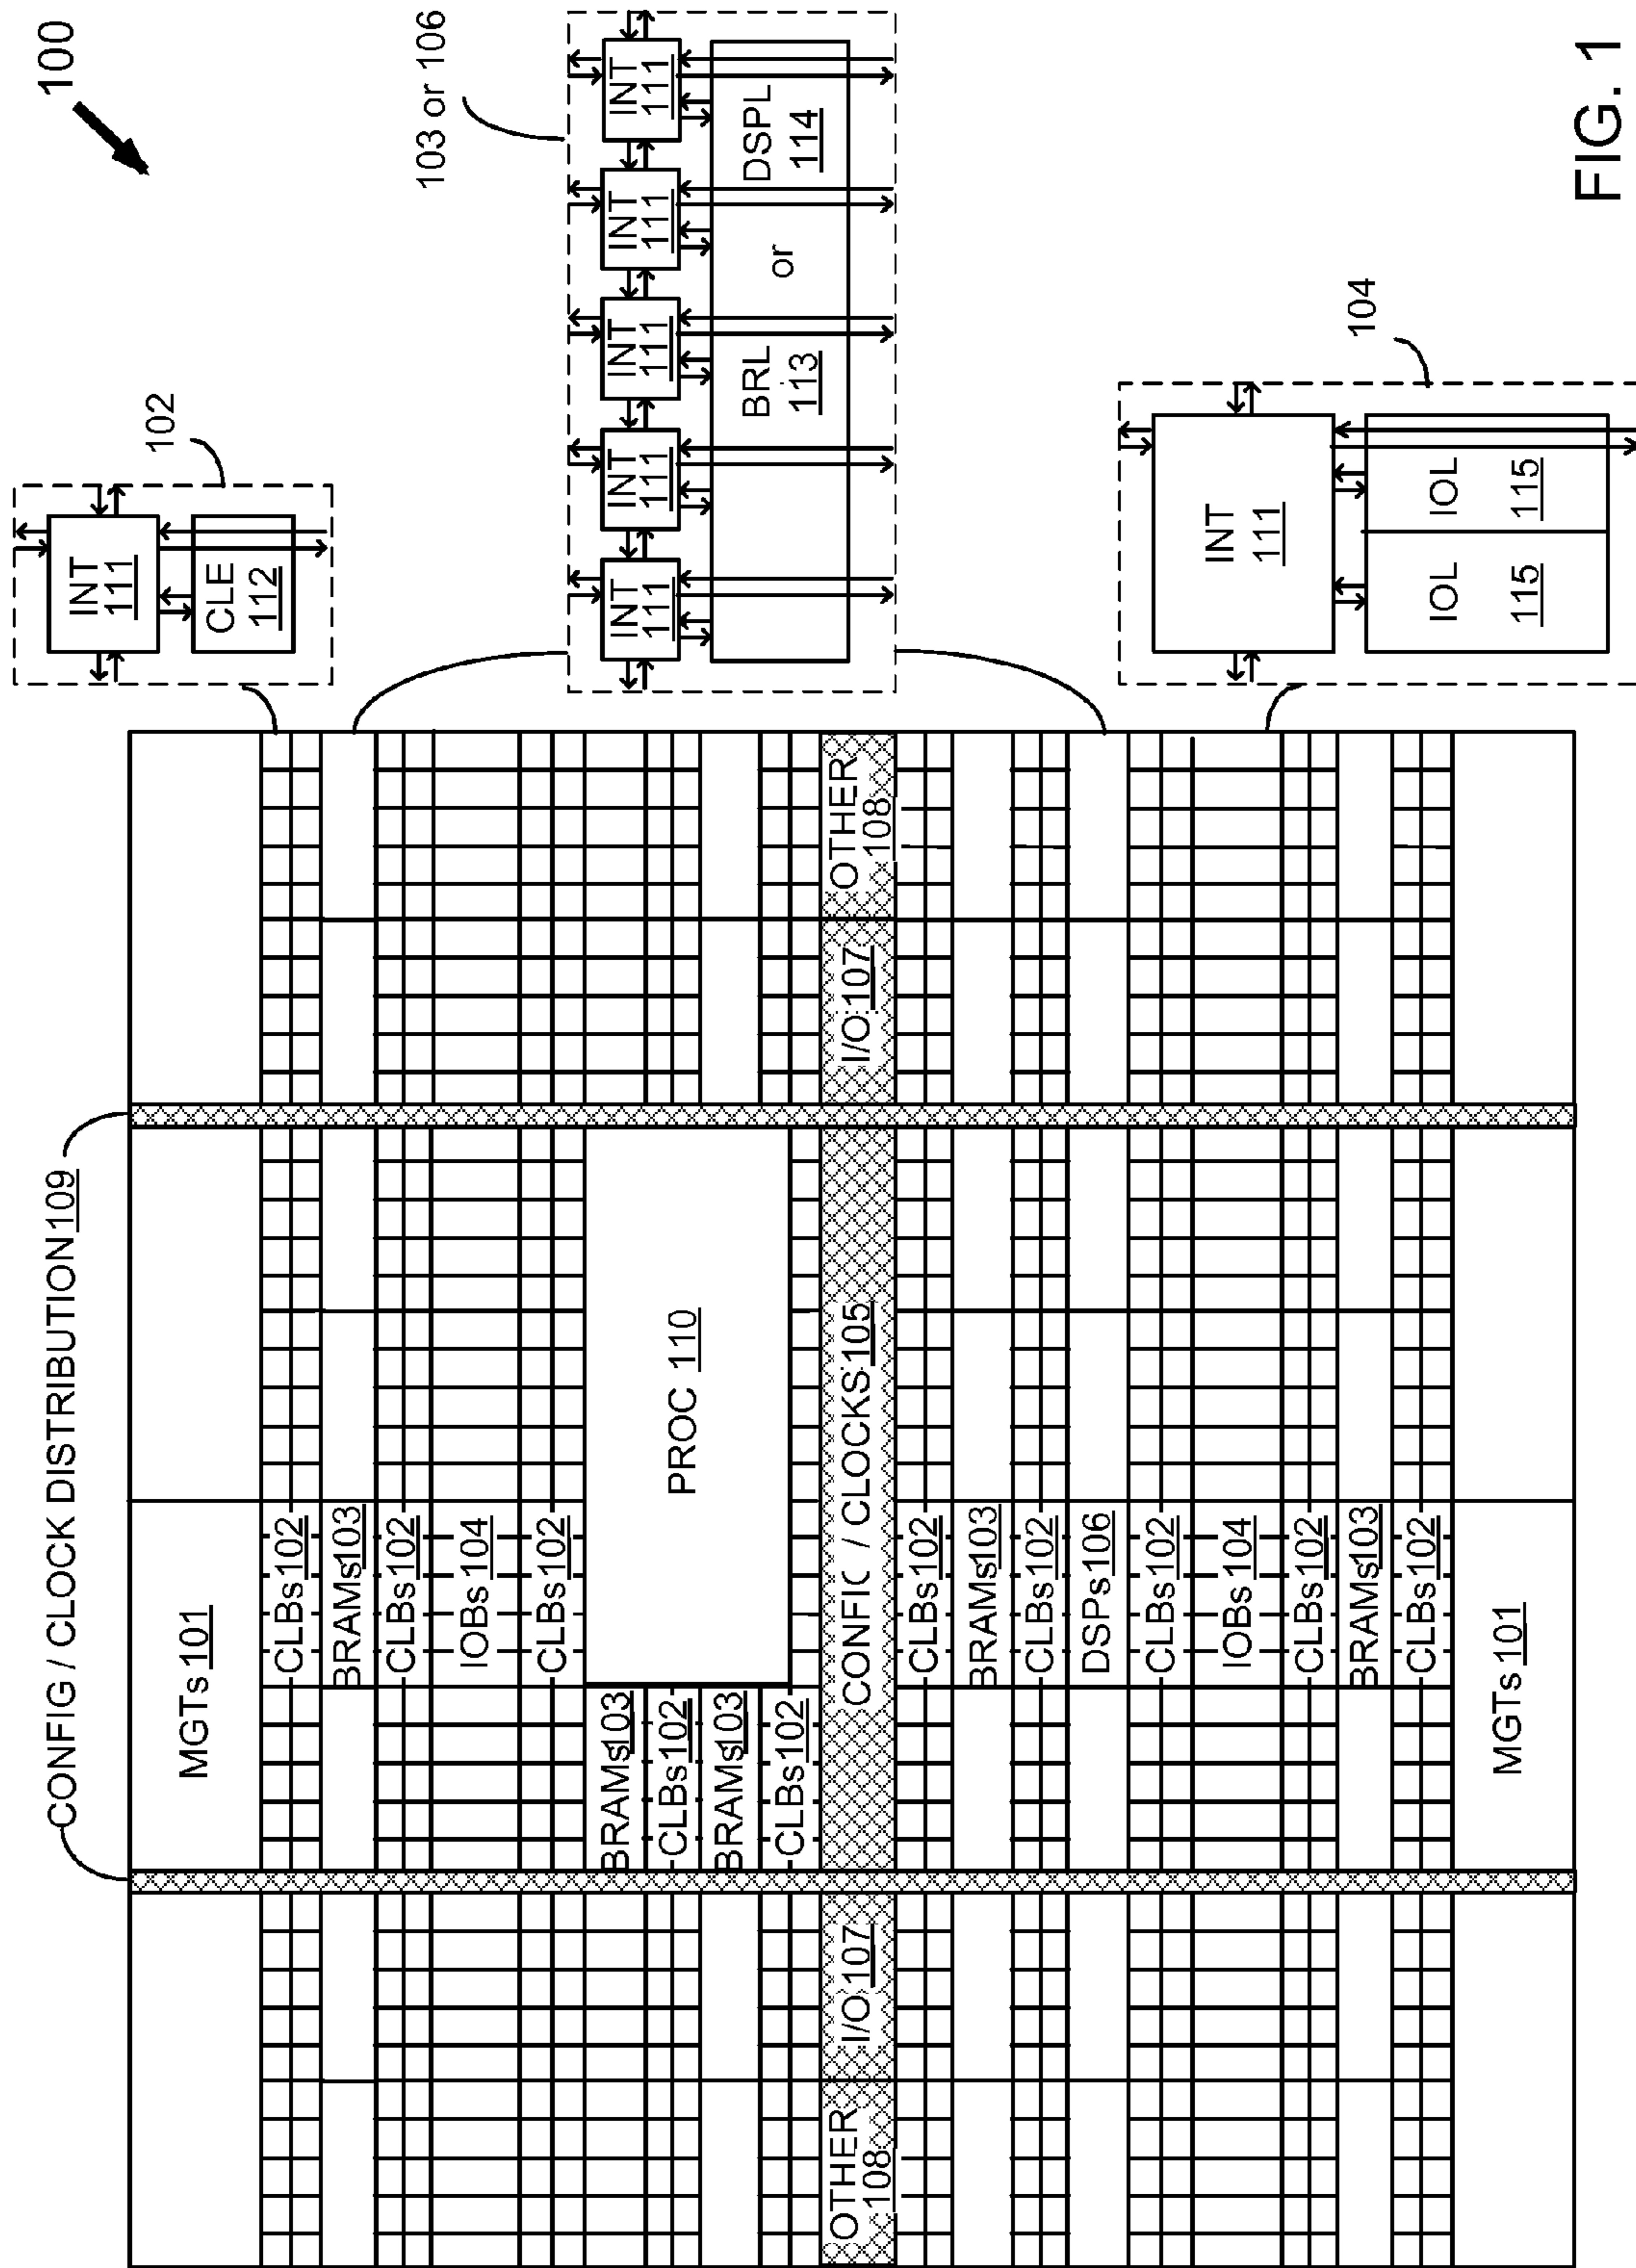 100
CONFIG / CLOCK DISTRIBUTION 109
MGTs 101
CLBs 102
BRAMs 103
CLBs 102
IOBs 104
CLBs 102
BRAMs 103
CLBs 102
BRAMs 103
CLBs 102
PROC 110
OTHER 108
I/O 107
CONFIG / CLOCKS 105
I/O 107
OTHER 108
CLBs 102
BRAMs 103
CLBs 102
DSPs 106
CLBs 102
IOBs 104
CLBs 102
BRAMs 103
CLBs 102
MGTs 101
102
INT 111
CLE 112
103 or 106
INT 111
INT 111
INT 111
INT 111
INT 111
BRL 113
or
DSPL 114
104
INT 111
IOL 115
IOL 115
FIG. 1